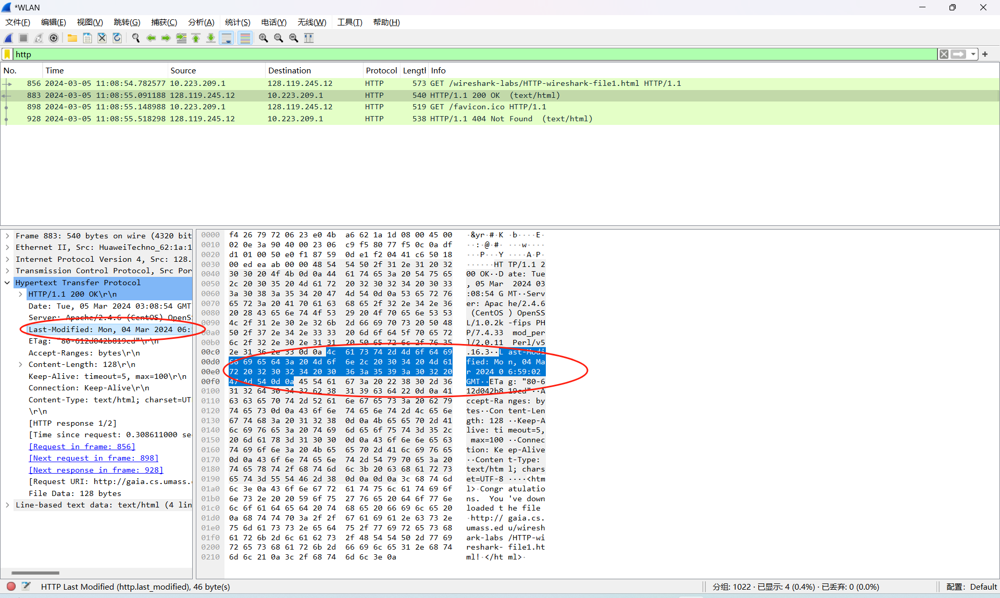 *WLAN
文件(F) 编辑(E) 视图(V) 跳转(G) 捕获(C) 分析(A) 统计(S) 电话(Y) 无线(W) 工具(T) 帮助(H)
http
No. Time Source Destination Protocol Length Info
856 2024-03-05 11:08:54.782577 10.223.209.1 128.119.245.12 HTTP 573 GET /wireshark-labs/HTTP-wireshark-file1.html HTTP/1.1
883 2024-03-05 11:08:55.091188 128.119.245.12 10.223.209.1 HTTP 540 HTTP/1.1 200 OK (text/html)
898 2024-03-05 11:08:55.148988 10.223.209.1 128.119.245.12 HTTP 519 GET /favicon.ico HTTP/1.1
928 2024-03-05 11:08:55.518298 128.119.245.12 10.223.209.1 HTTP 538 HTTP/1.1 404 Not Found (text/html)
Frame 883: 540 bytes on wire (4320 bit
Ethernet II, Src: HuaweiTechno_62:1a:1
Internet Protocol Version 4, Src: 128.
Transmission Control Protocol, Src Por
Hypertext Transfer Protocol
HTTP/1.1 200 OK\r\n
Date: Tue, 05 Mar 2024 03:08:54 GMT
Server: Apache/2.4.6 (CentOS) OpenSS
Last-Modified: Mon, 04 Mar 2024 06:
ETag: "80-612d042b819cd"\r\n
Accept-Ranges: bytes\r\n
Content-Length: 128\r\n
Keep-Alive: timeout=5, max=100\r\n
Connection: Keep-Alive\r\n
Content-Type: text/html; charset=UT
\r\n
[HTTP response 1/2]
[Time since request: 0.308611000 se
[Request in frame: 856]
[Next request in frame: 898]
[Next response in frame: 928]
[Request URI: http://gaia.cs.umass.
File Data: 128 bytes
Line-based text data: text/html (4 lin
0000 f4 26 79 72 06 23 e0 4b a6 62 1a 1d 08 00 45 00 ·&yr·#·K ·b····E·
0010 02 0e 3a 90 40 00 23 06 c9 f5 80 77 f5 0c 0a df ··:·@·#· ···w····
0020 d1 01 00 50 e0 f1 87 59 0d e1 f2 04 41 c6 50 18 ···P···Y ····A·P·
0030 00 ed ea ab 00 00 48 54 54 50 2f 31 2e 31 20 32 ······HT TP/1.1 2
0040 30 30 20 4f 4b 0d 0a 44 61 74 65 3a 20 54 75 65 00 OK··D ate: Tue
0050 2c 20 30 35 20 4d 61 72 20 32 30 32 34 20 30 33 , 05 Mar 2024 03
0060 3a 30 38 3a 35 34 20 47 4d 54 0d 0a 53 65 72 76 :08:54 G MT··Serv
0070 65 72 3a 20 41 70 61 63 68 65 2f 32 2e 34 2e 36 er: Apac he/2.4.6
0080 20 28 43 65 6e 74 4f 53 29 20 4f 70 65 6e 53 53 (CentOS ) OpenSS
0090 4c 2f 31 2e 30 2e 32 6b 2d 66 69 70 73 20 50 48 L/1.0.2k -fips PH
00a0 50 2f 37 2e 34 2e 33 33 20 6d 6f 64 5f 70 65 72 P/7.4.33 mod_per
00b0 6c 2f 32 2e 30 2e 31 31 20 50 65 72 6c 2f 76 35 l/2.0.11 Perl/v5
00c0 2e 31 36 2e 33 0d 0a 4c 61 73 74 2d 4d 6f 64 69 .16.3··L ast-Modi
00d0 66 69 65 64 3a 20 4d 6f 6e 2c 20 30 34 20 4d 61 fied: Mo n, 04 Ma
00e0 72 20 32 30 32 34 20 30 36 3a 35 39 3a 30 32 20 r 2024 0 6:59:02
00f0 47 4d 54 0d 0a 45 54 61 67 3a 20 22 38 30 2d 36 GMT··ETa g: "80-6
0100 31 32 64 30 34 32 62 38 31 39 63 64 22 0d 0a 41 12d042b8 19cd"··A
0110 63 63 65 70 74 2d 52 61 6e 67 65 73 3a 20 62 79 ccept-Ra nges: by
0120 74 65 73 0d 0a 43 6f 6e 74 65 6e 74 2d 4c 65 6e tes··Con tent-Len
0130 67 74 68 3a 20 31 32 38 0d 0a 4b 65 65 70 2d 41 gth: 128 ··Keep-A
0140 6c 69 76 65 3a 20 74 69 6d 65 6f 75 74 3d 35 2c live: ti meout=5,
0150 20 6d 61 78 3d 31 30 30 0d 0a 43 6f 6e 6e 65 63 max=100 ··Connec
0160 74 69 6f 6e 3a 20 4b 65 65 70 2d 41 6c 69 76 65 tion: Ke ep-Alive
0170 0d 0a 43 6f 6e 74 65 6e 74 2d 54 79 70 65 3a 20 ··Conten t-Type:
0180 74 65 78 74 2f 68 74 6d 6c 3b 20 63 68 61 72 73 text/htm l; chars
0190 65 74 3d 55 54 46 2d 38 0d 0a 0d 0a 3c 68 74 6d et=UTF-8 ····<htm
01a0 6c 3e 0a 43 6f 6e 67 72 61 74 75 6c 61 74 69 6f l>·Congr atulatio
01b0 6e 73 2e 20 20 59 6f 75 27 76 65 20 64 6f 77 6e ns. You 've down
01c0 6c 6f 61 64 65 64 20 74 68 65 20 66 69 6c 65 20 loaded t he file
01d0 0a 68 74 74 70 3a 2f 2f 67 61 69 61 2e 63 73 2e ·http:// gaia.cs.
01e0 75 6d 61 73 73 2e 65 64 75 2f 77 69 72 65 73 68 umass.ed u/wiresh
01f0 61 72 6b 2d 6c 61 62 73 2f 48 54 54 50 2d 77 69 ark-labs /HTTP-wi
0200 72 65 73 68 61 72 6b 2d 66 69 6c 65 31 2e 68 74 reshark- file1.ht
0210 6d 6c 21 0a 3c 2f 68 74 6d 6c 3e 0a ml!·</ht ml>·
HTTP Last Modified (http.last_modified), 46 byte(s) 分组: 1022 · 已显示: 4 (0.4%) · 已丢弃: 0 (0.0%) 配置: Default